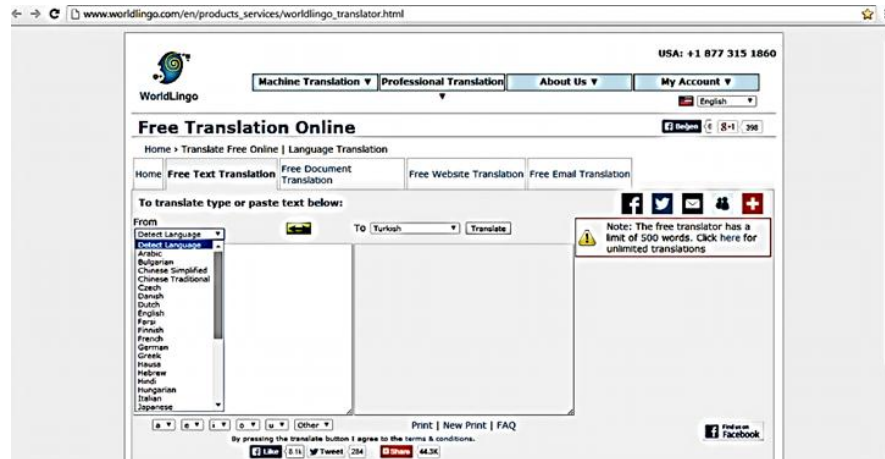 www.worldlingo.com/en/products_services/worldlingo_translator.html
USA: +1 877 315 1860
WorldLingo
Machine Translation ▼ Professional Translation ▼ About Us ▼ My Account ▼
English
Free Translation Online
Beğen
398
Home › Translate Free Online | Language Translation
Home Free Text Translation Free Document Translation Free Website Translation Free Email Translation
To translate type or paste text below:
From
Detect Language
TO Turkish Translate
Note: The free translator has a
limit of 500 words. Click here for
unlimited translations
Detect Language
Arabic
Bulgarian
Chinese Simplified
Chinese Traditional
Czech
Danish
Dutch
English
Farsi
Finnish
French
German
Greek
Hausa
Hebrew
Hindi
Hungarian
Italian
Japanese
a e i o u Other
Print | New Print | FAQ
Find us on
Facebook
By pressing the translate button I agree to the terms & conditions.
Like 8.1k Tweet 284 Share 44.3K